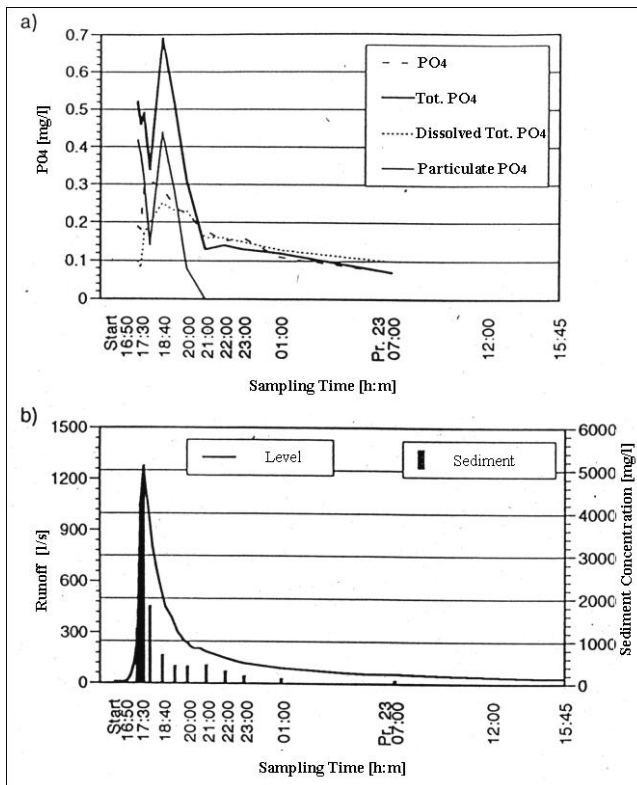 a)
PO4 [mg/l]
0.7
0.6
0.5
0.4
0.3
0.2
0.1
0
PO4
Tot. PO4
Dissolved Tot. PO4
Particulate PO4
Start
16:50
17:30
18:40
20:00
21:00
22:00
23:00
01:00
Pr. 23
07:00
12:00
15:45
Sampling Time [h:m]
b)
Runoff [l/s]
1500
1200
900
600
300
0
Level
Sediment
6000
5000
4000
3000
2000
1000
0
Sediment Concentration [mg/l]
Start
16:50
17:30
18:40
20:00
21:00
22:00
23:00
01:00
Pr. 23
07:00
12:00
15:45
Sampling Time [h:m]